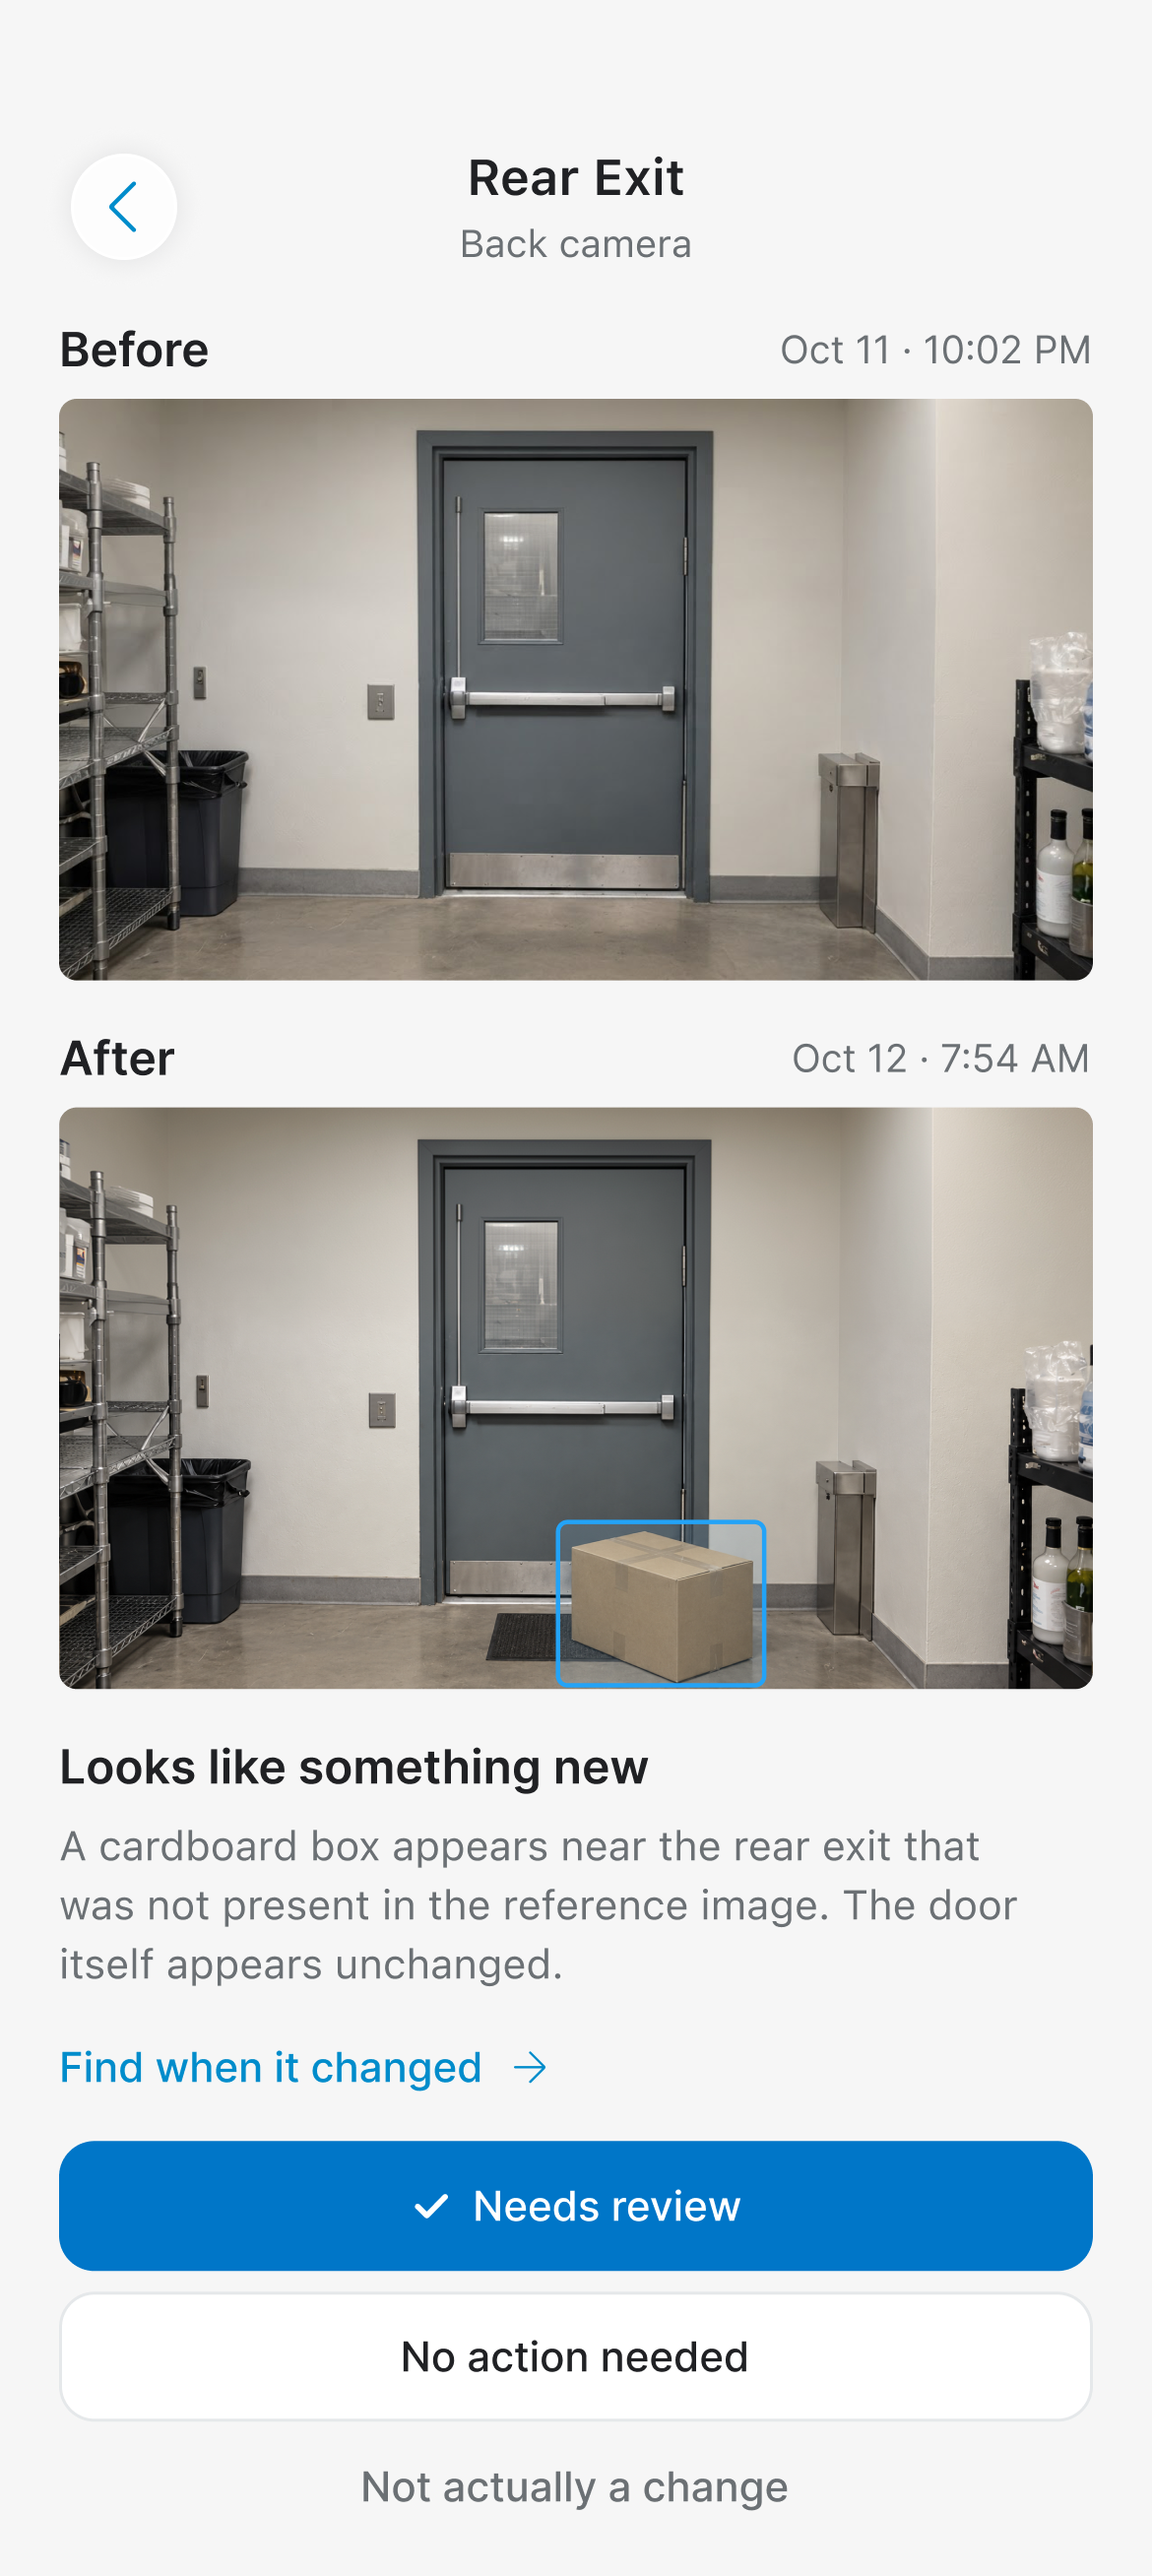 Rear Exit
Back camera
Before
Oct 11 · 10:02 PM
After
Oct 12 · 7:54 AM
Looks like something new
A cardboard box appears near the rear exit that
was not present in the reference image. The door
itself appears unchanged.
Find when it changed
Needs review
No action needed
Not actually a change